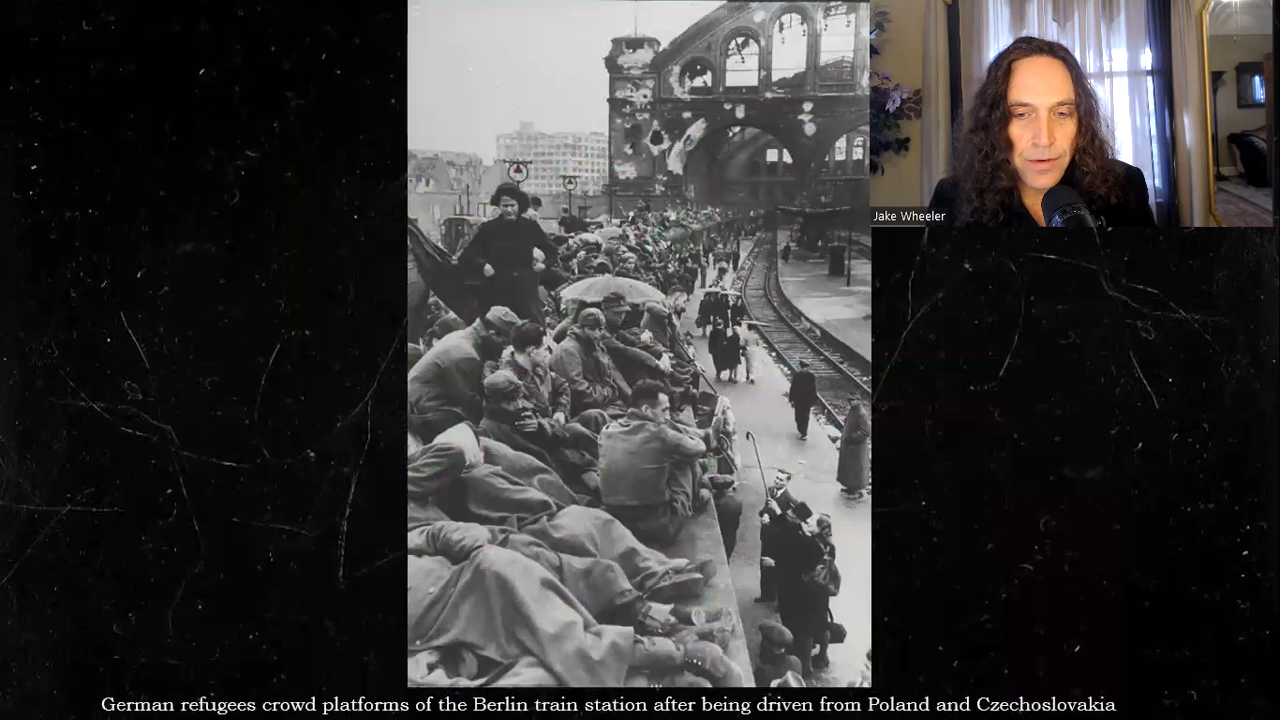 Jake Wheeler
German refugees crowd platforms of the Berlin train station after being driven from Poland and Czechoslovakia